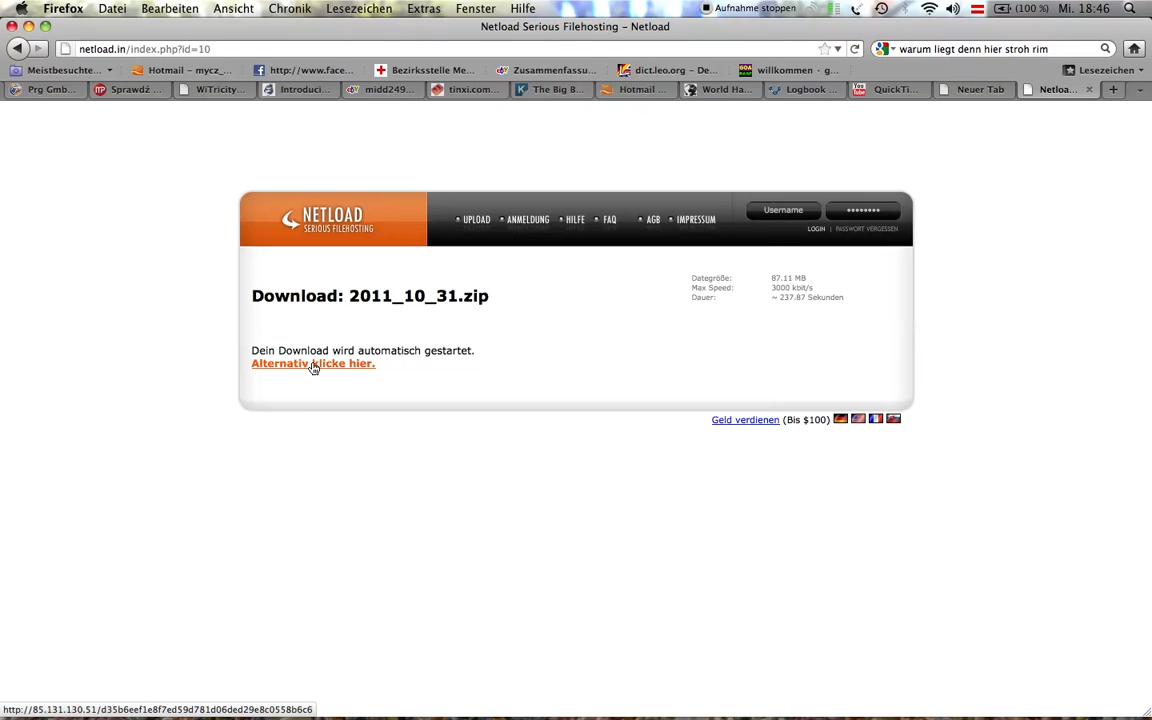 Firefox Datei Bearbeiten Ansicht Chronik Lesezeichen Extras Fenster Hilfe Aufnahme stoppen (100 %) Mi. 18:46
Netload Serious Filehosting – Netload
netload.in/index.php?id=10 warum liegt denn hier stroh rim
Meistbesuchte... Hotmail – mycz_... http://www.face... Bezirksstelle Me... Zusammenfassu... dict.leo.org – De... willkommen – g... Lesezeichen
Prg Gmb... Sprawdź ... WiTricity... Introduci... midd249... tinxi.com... The Big B... Hotmail ... World Ha... Logbook ... QuickTi... Neuer Tab Netloa...
NETLOAD
SERIOUS FILEHOSTING
UPLOAD ANMELDUNG HILFE FAQ AGB IMPRESSUM
Username ••••••••
LOGIN | PASSWORT VERGESSEN
Dategröße: 87.11 MB
Max Speed: 3000 kbit/s
Dauer: ~ 237.87 Sekunden
Download: 2011_10_31.zip
Dein Download wird automatisch gestartet.
Alternativ klicke hier.
Geld verdienen (Bis $100)
http://85.131.130.51/d35b6eef1e8f7ed59d781d06ded29e8c0558b6c6